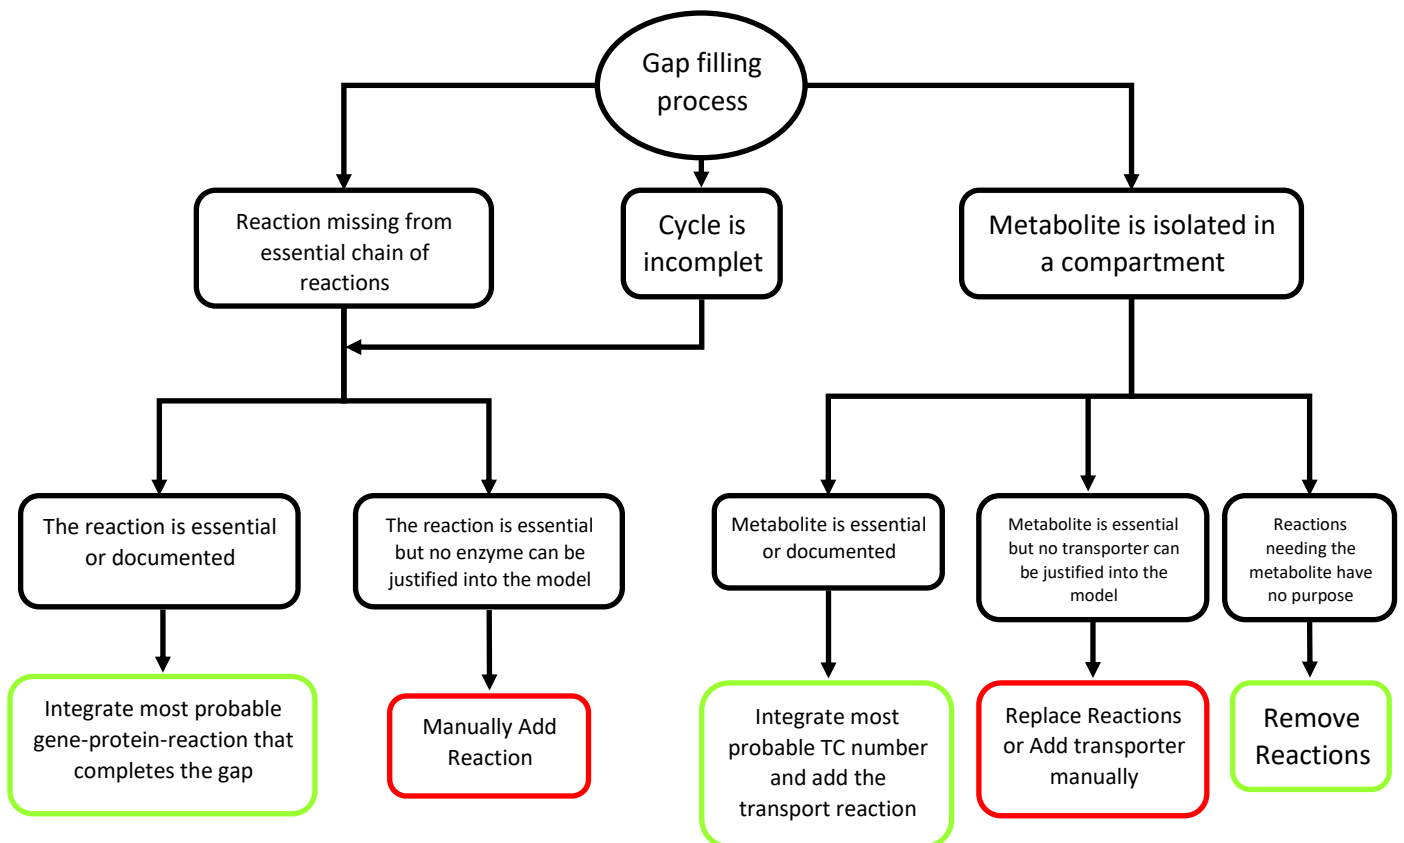 Gap filling
process
Reaction missing from
essential chain of
reactions
Cycle is
incomplet
Metabolite is isolated in
a compartment
The reaction is essential
or documented
The reaction is essential
but no enzyme can be
justified into the model
Metabolite is essential
or documented
Metabolite is essential
but no transporter can
be justified into the
model
Reactions
needing the
metabolite have
no purpose
Integrate most probable
gene-protein-reaction that
completes the gap
Manually Add
Reaction
Integrate most
probable TC number
and add the
transport reaction
Replace Reactions
or Add transporter
manually
Remove
Reactions